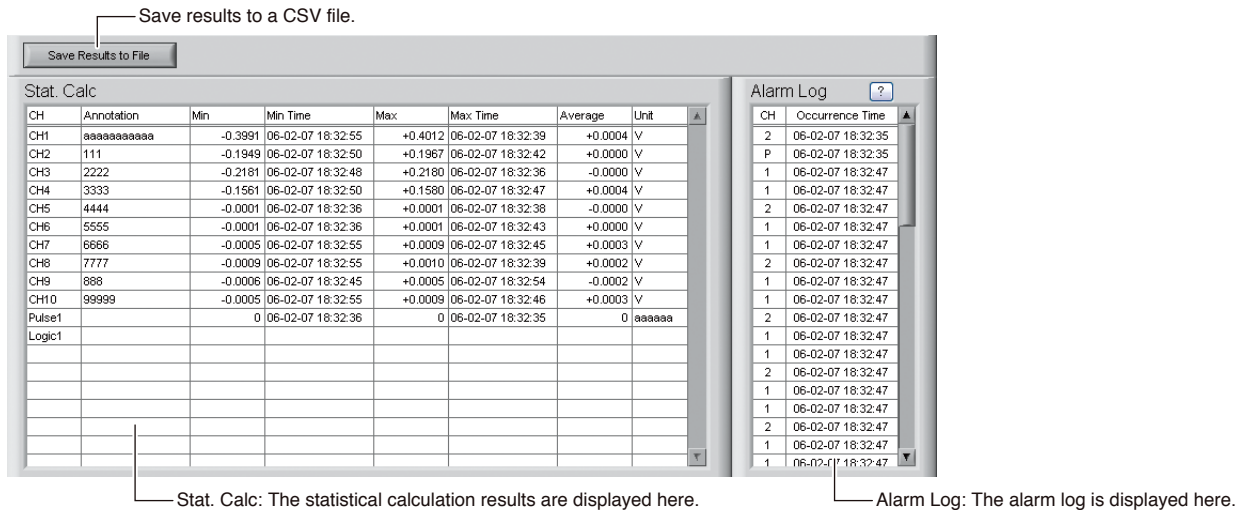 Save results to a CSV file.
Save Results to File
Stat. Calc
CH Annotation Min Min Time Max Max Time Average Unit
CH1 aaaaaaaaaaa -0.3991 06-02-07 18:32:55 +0.4012 06-02-07 18:32:39 +0.0004 V
CH2 111 -0.1949 06-02-07 18:32:50 +0.1967 06-02-07 18:32:42 +0.0000 V
CH3 2222 -0.2181 06-02-07 18:32:48 +0.2180 06-02-07 18:32:36 -0.0000 V
CH4 3333 -0.1561 06-02-07 18:32:50 +0.1580 06-02-07 18:32:47 +0.0004 V
CH5 4444 -0.0001 06-02-07 18:32:36 +0.0001 06-02-07 18:32:38 -0.0000 V
CH6 5555 -0.0001 06-02-07 18:32:36 +0.0001 06-02-07 18:32:43 +0.0000 V
CH7 6666 -0.0005 06-02-07 18:32:55 +0.0009 06-02-07 18:32:45 +0.0003 V
CH8 7777 -0.0009 06-02-07 18:32:55 +0.0010 06-02-07 18:32:39 +0.0002 V
CH9 888 -0.0006 06-02-07 18:32:45 +0.0005 06-02-07 18:32:54 -0.0002 V
CH10 99999 -0.0005 06-02-07 18:32:55 +0.0009 06-02-07 18:32:46 +0.0003 V
Pulse1 0 06-02-07 18:32:36 0 06-02-07 18:32:35 0 aaaaaa
Logic1
Alarm Log ?
CH Occurrence Time
2 06-02-07 18:32:35
P 06-02-07 18:32:35
1 06-02-07 18:32:47
1 06-02-07 18:32:47
2 06-02-07 18:32:47
1 06-02-07 18:32:47
1 06-02-07 18:32:47
2 06-02-07 18:32:47
1 06-02-07 18:32:47
1 06-02-07 18:32:47
2 06-02-07 18:32:47
1 06-02-07 18:32:47
1 06-02-07 18:32:47
2 06-02-07 18:32:47
1 06-02-07 18:32:47
1 06-02-07 18:32:47
2 06-02-07 18:32:47
1 06-02-07 18:32:47
1 06-02-07 18:32:47
Stat. Calc: The statistical calculation results are displayed here.
Alarm Log: The alarm log is displayed here.